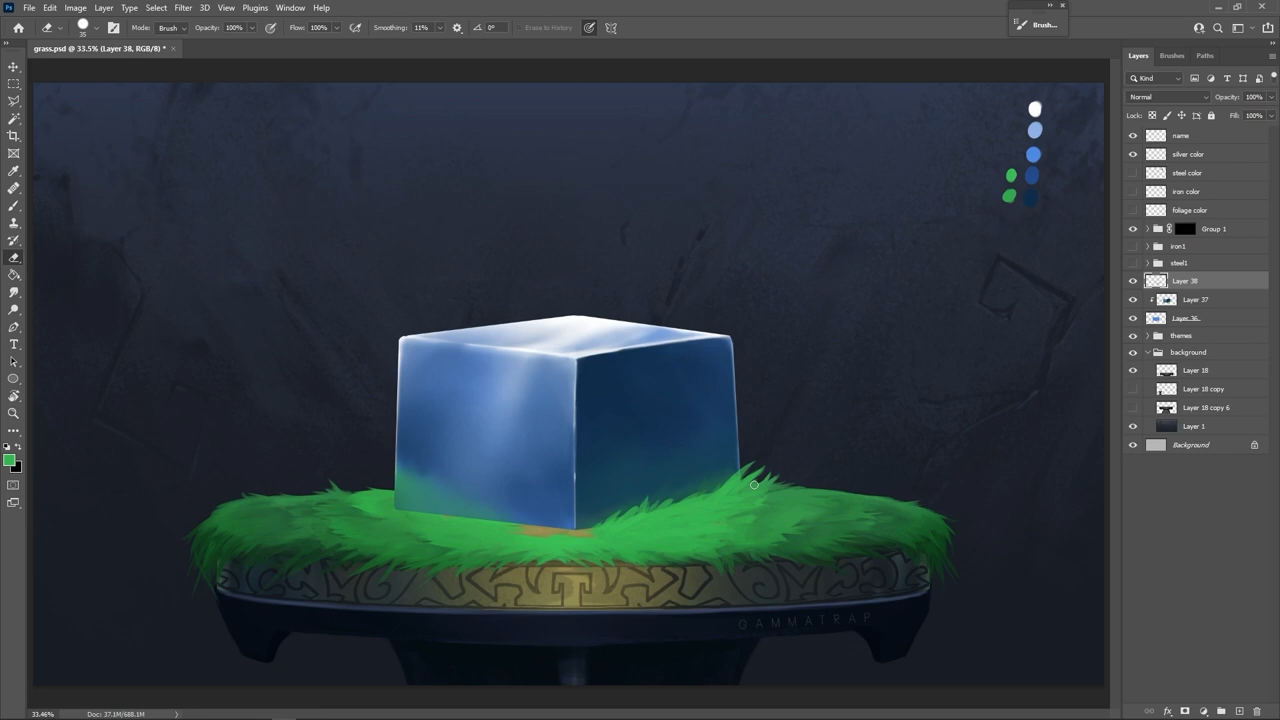 Ps File Edit Image Layer Type Select Filter 3D View Plugins Window Help
Brush...
35 Mode: Brush Opacity: 100% Flow: 100% Smoothing: 11% 0° Erase to History
grass.psd @ 33.5% (Layer 38, RGB/8) * ×
Layers Brushes Paths
Kind
Normal Opacity: 100%
Lock: Fill: 100%
name
silver color
steel color
iron color
foliage color
Group 1
iron1
steel1
Layer 38
Layer 37
Layer 36
themes
background
Layer 18
Layer 18 copy
Layer 18 copy 6
Layer 1
Background
GAMMATRAP
33.46% Doc: 37.1M/688.1M